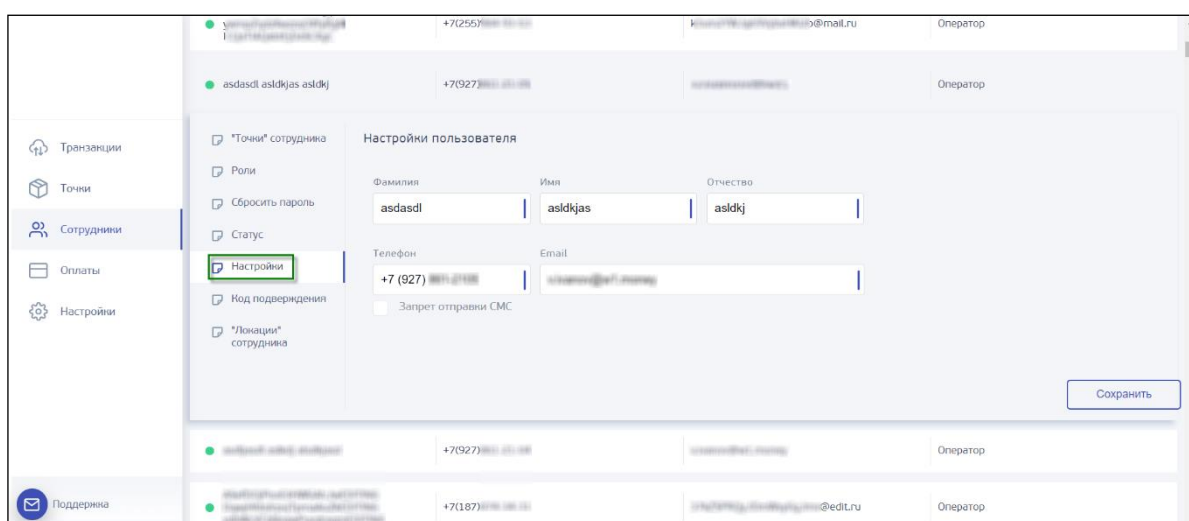 +7(255)
@mail.ru
Оператор
asdasdl asldkjas asldkj
+7(927)
Оператор
Транзакции
Точки
Сотрудники
Оплаты
Настройки
Поддержка
"Точки" сотрудника
Роли
Сбросить пароль
Статус
Настройки
Код подверждения
"Локации"
сотрудника
Настройки пользователя
Фамилия
Имя
Отчество
asdasdl
asldkjas
asldkj
Телефон
Email
+7 (927)
Запрет отправки СМС
Сохранить
+7(927)
Оператор
+7(187)
@edit.ru
Оператор